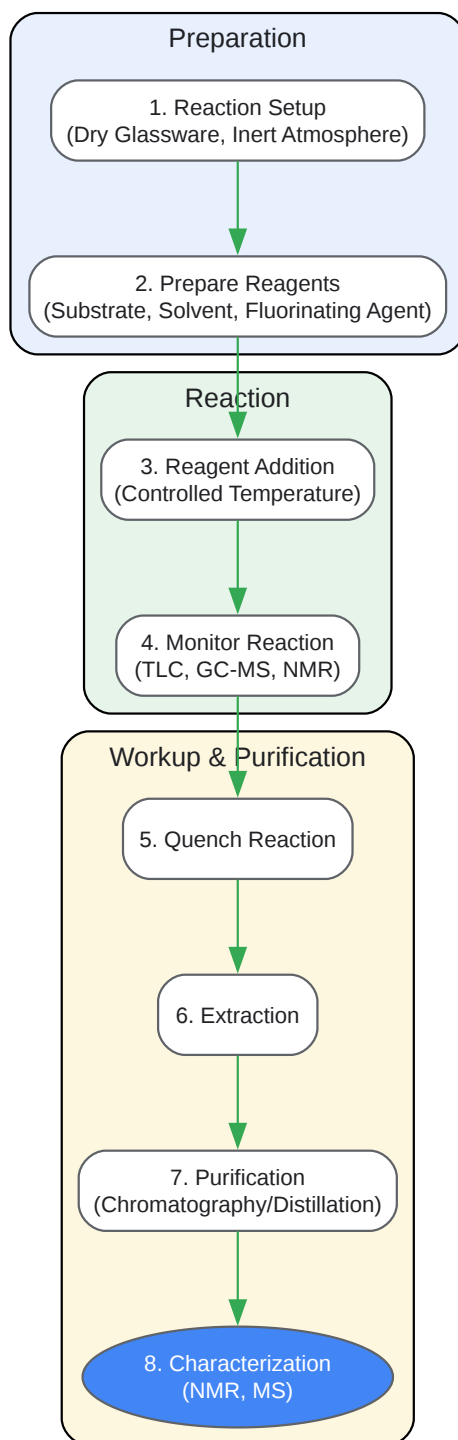 Preparation
1. Reaction Setup
(Dry Glassware, Inert Atmosphere)
2. Prepare Reagents
(Substrate, Solvent, Fluorinating Agent)
Reaction
3. Reagent Addition
(Controlled Temperature)
4. Monitor Reaction
(TLC, GC-MS, NMR)
Workup & Purification
5. Quench Reaction
6. Extraction
7. Purification
(Chromatography/Distillation)
8. Characterization
(NMR, MS)